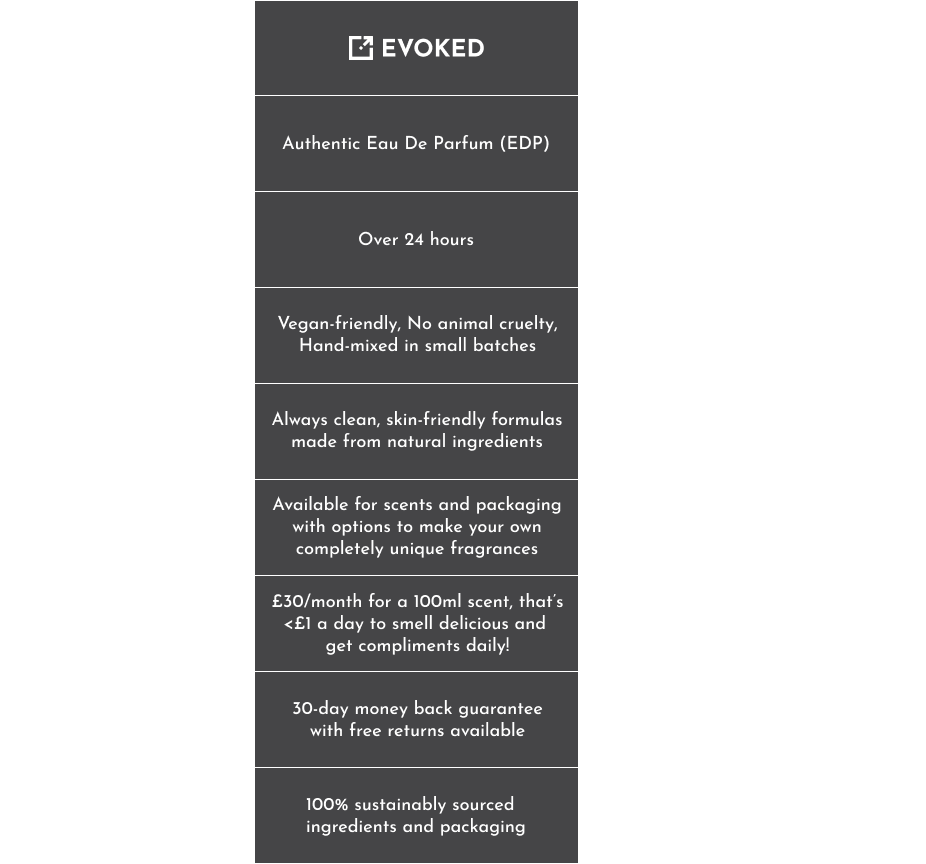 EVOKED
Authentic Eau De Parfum (EDP)
Over 24 hours
Vegan-friendly, No animal cruelty,
Hand-mixed in small batches
Always clean, skin-friendly formulas
made from natural ingredients
Available for scents and packaging
with options to make your own
completely unique fragrances
£30/month for a 100ml scent, that's
<£1 a day to smell delicious and
get compliments daily!
30-day money back guarantee
with free returns available
100% sustainably sourced
ingredients and packaging